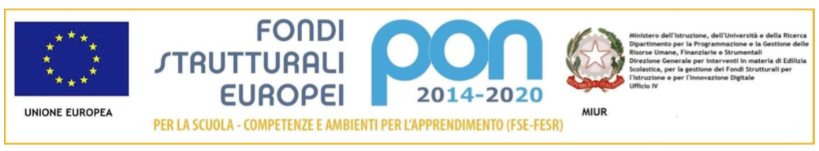 UNIONE EUROPEA
FONDI
STRUTTURALI
EUROPEI
pon
2014-2020
PER LA SCUOLA - COMPETENZE E AMBIENTI PER L'APPRENDIMENTO (FSE-FESR)
MIUR
Ministero dell'Istruzione, dell'Università e della Ricerca
Dipartimento per la Programmazione e la Gestione delle
Risorse Umane, Finanziarie e Strumentali
Direzione Generale per interventi in materia di Edilizia
Scolastica, per la gestione dei Fondi Strutturali per
l'Istruzione e per l'Innovazione Digitale
Ufficio IV